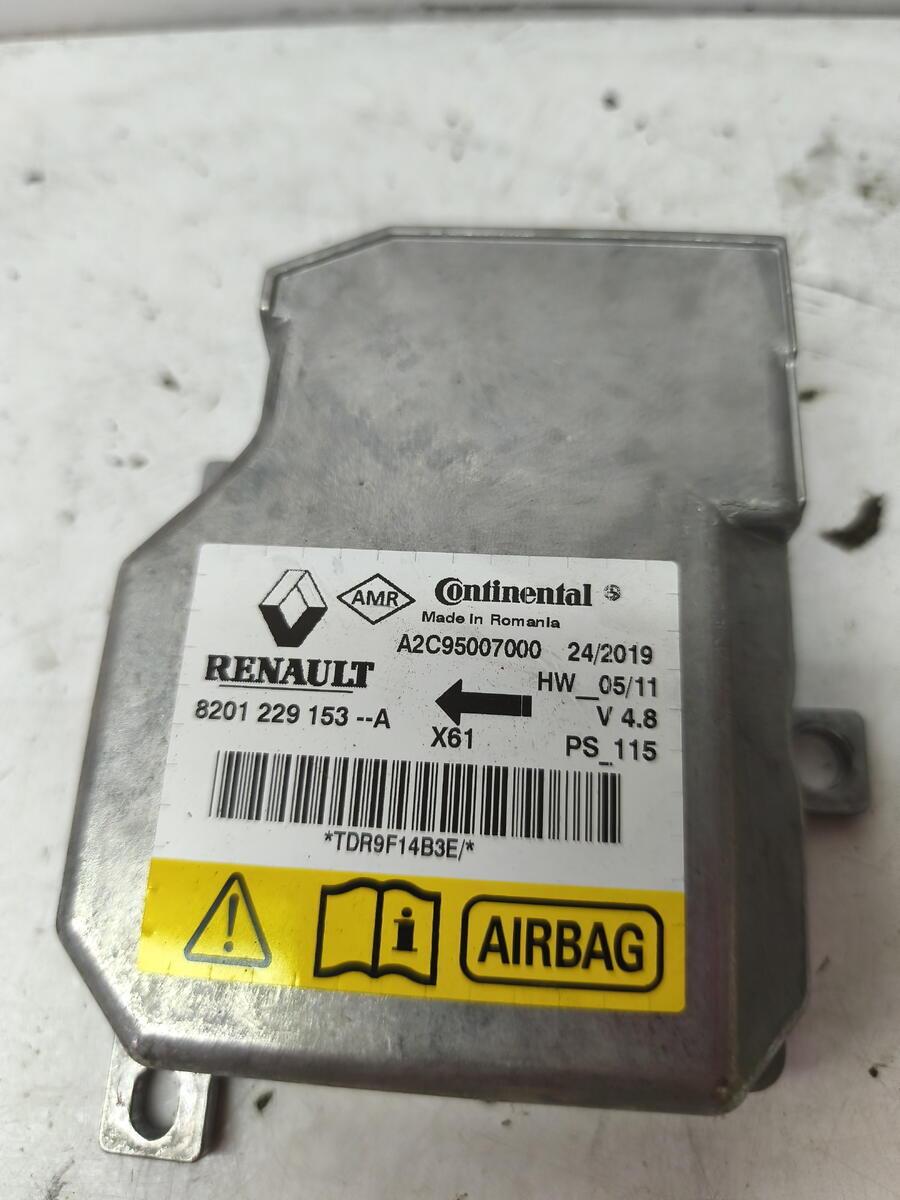 AMR
Continental
Made in Romania
RENAULT
A2C95007000 24/2019
HW_05/11
8201 229 153 --A
V 4.8
X61
PS_115
*TDR9F14B3E/*
AIRBAG